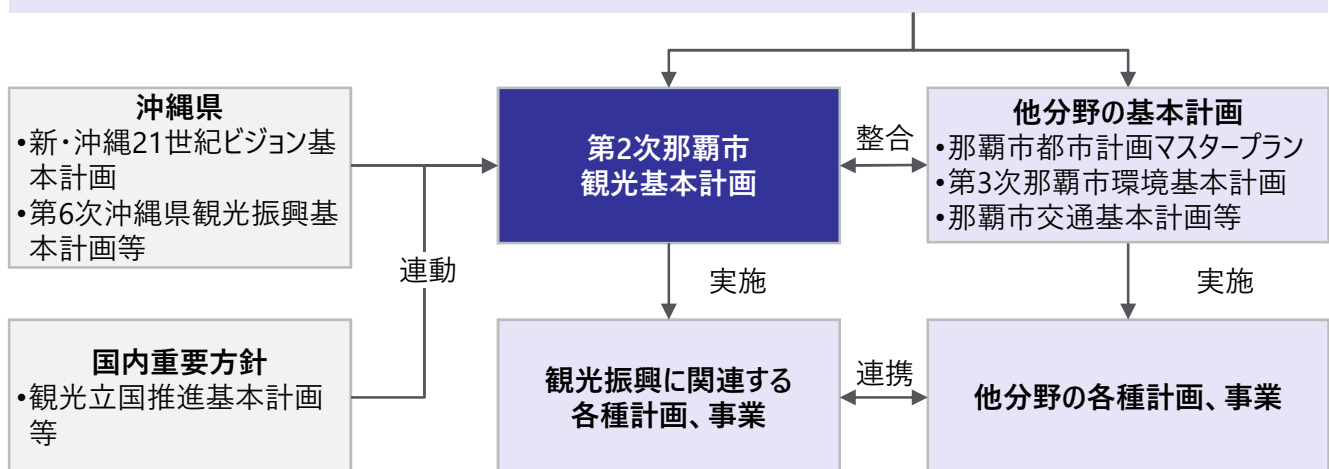 沖縄県
•新・沖縄21世紀ビジョン基
本計画
•第6次沖縄県観光振興基
本計画等
国内重要方針
•観光立国推進基本計画
等
連動
第2次那覇市
観光基本計画
整合
他分野の基本計画
•那覇市都市計画マスタープラン
•第3次那覇市環境基本計画
•那覇市交通基本計画等
実施
実施
観光振興に関連する
各種計画、事業
連携
他分野の各種計画、事業